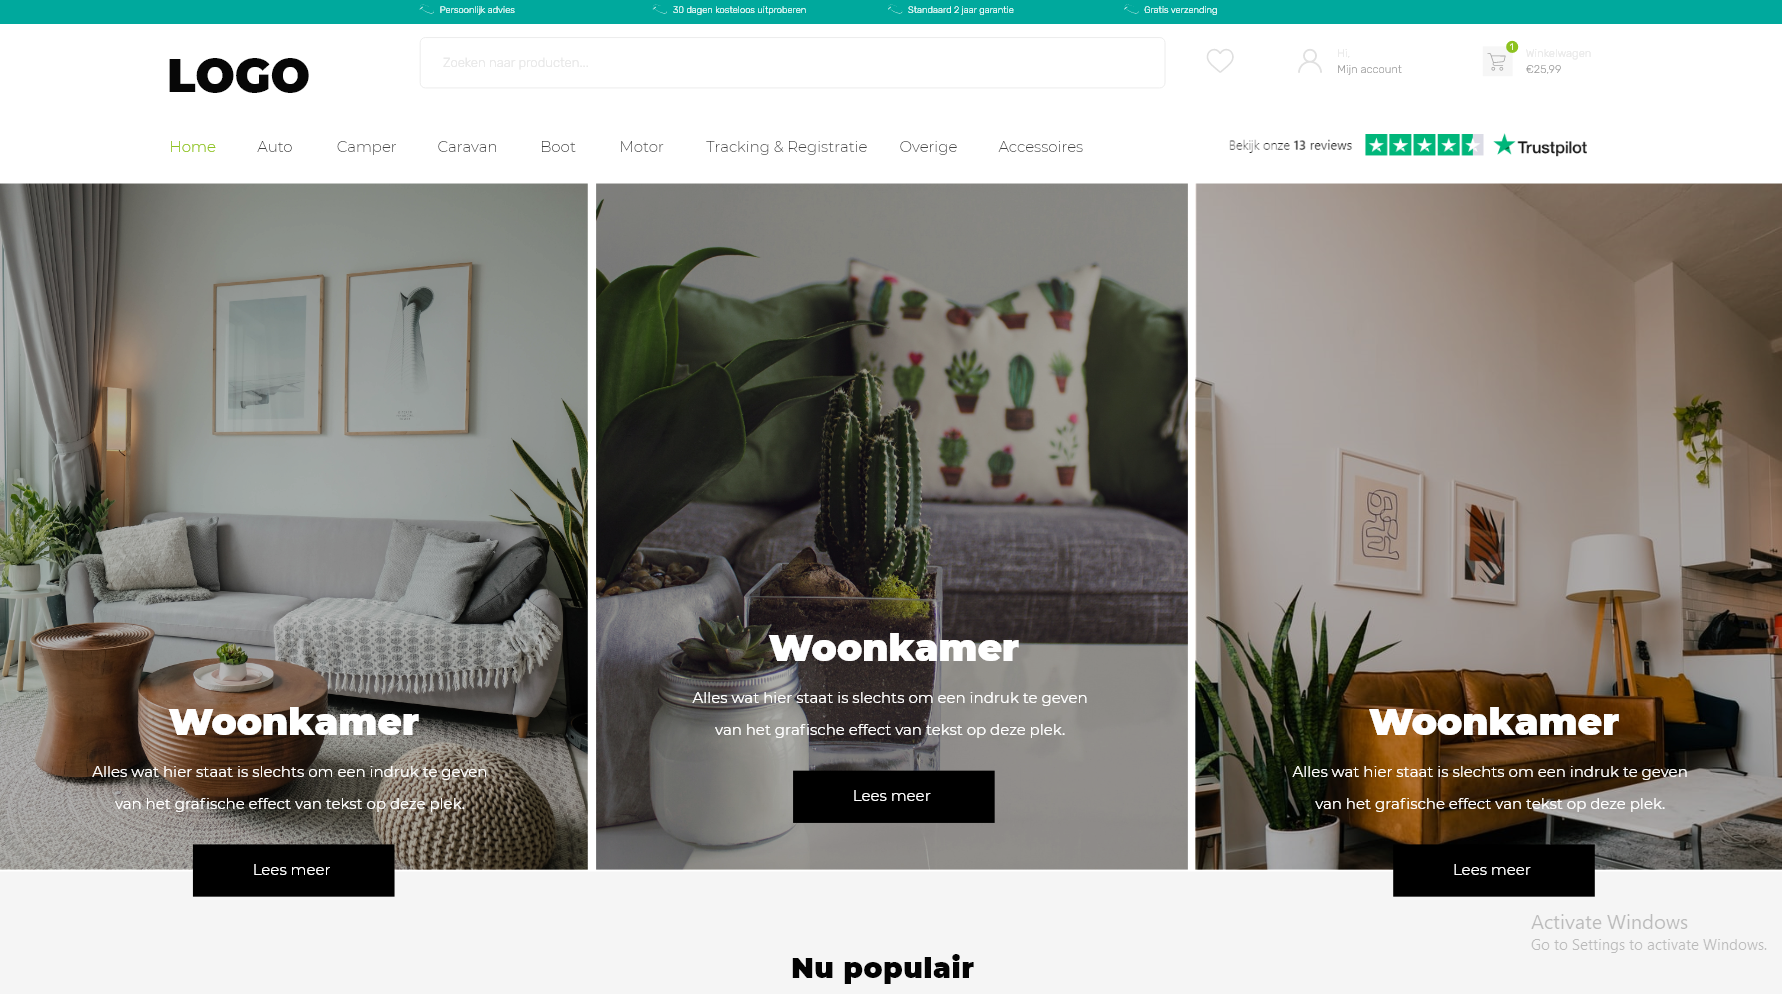 Persoonlijk advies
30 dagen kosteloos uitproberen
Standaard 2 jaar garantie
Gratis verzending
LOGO
Zoeken naar producten...
Hi,
Mijn account
1
Winkelwagen
€25,99
Home
Auto
Camper
Caravan
Boot
Motor
Tracking & Registratie
Overige
Accessoires
Bekijk onze 13 reviews
Trustpilot
Woonkamer
Alles wat hier staat is slechts om een indruk te geven
van het grafische effect van tekst op deze plek.
Lees meer
Woonkamer
Alles wat hier staat is slechts om een indruk te geven
van het grafische effect van tekst op deze plek.
Lees meer
Woonkamer
Alles wat hier staat is slechts om een indruk te geven
van het grafische effect van tekst op deze plek.
Lees meer
Activate Windows
Go to Settings to activate Windows.
Nu populair